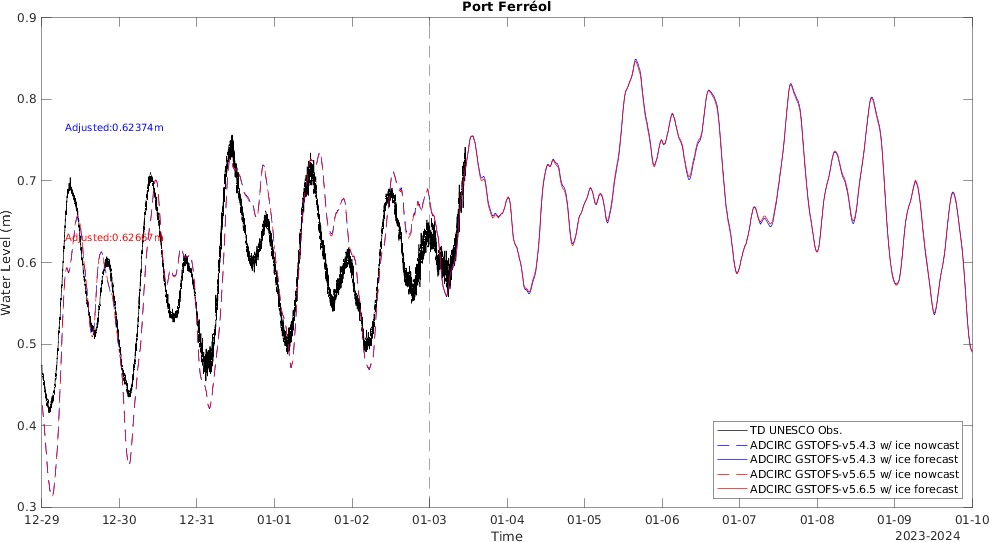 Port Ferréol
0.9
0.8
0.7
0.6
0.5
0.4
0.3
Water Level (m)
Adjusted:0.62374m
Adjusted:0.62667m
TD UNESCO Obs.
ADCIRC GSTOFS-v5.4.3 w/ ice nowcast
ADCIRC GSTOFS-v5.4.3 w/ ice forecast
ADCIRC GSTOFS-v5.6.5 w/ ice nowcast
ADCIRC GSTOFS-v5.6.5 w/ ice forecast
12-29 12-30 12-31 01-01 01-02 01-03 01-04 01-05 01-06 01-07 01-08 01-09 01-10
Time
2023-2024